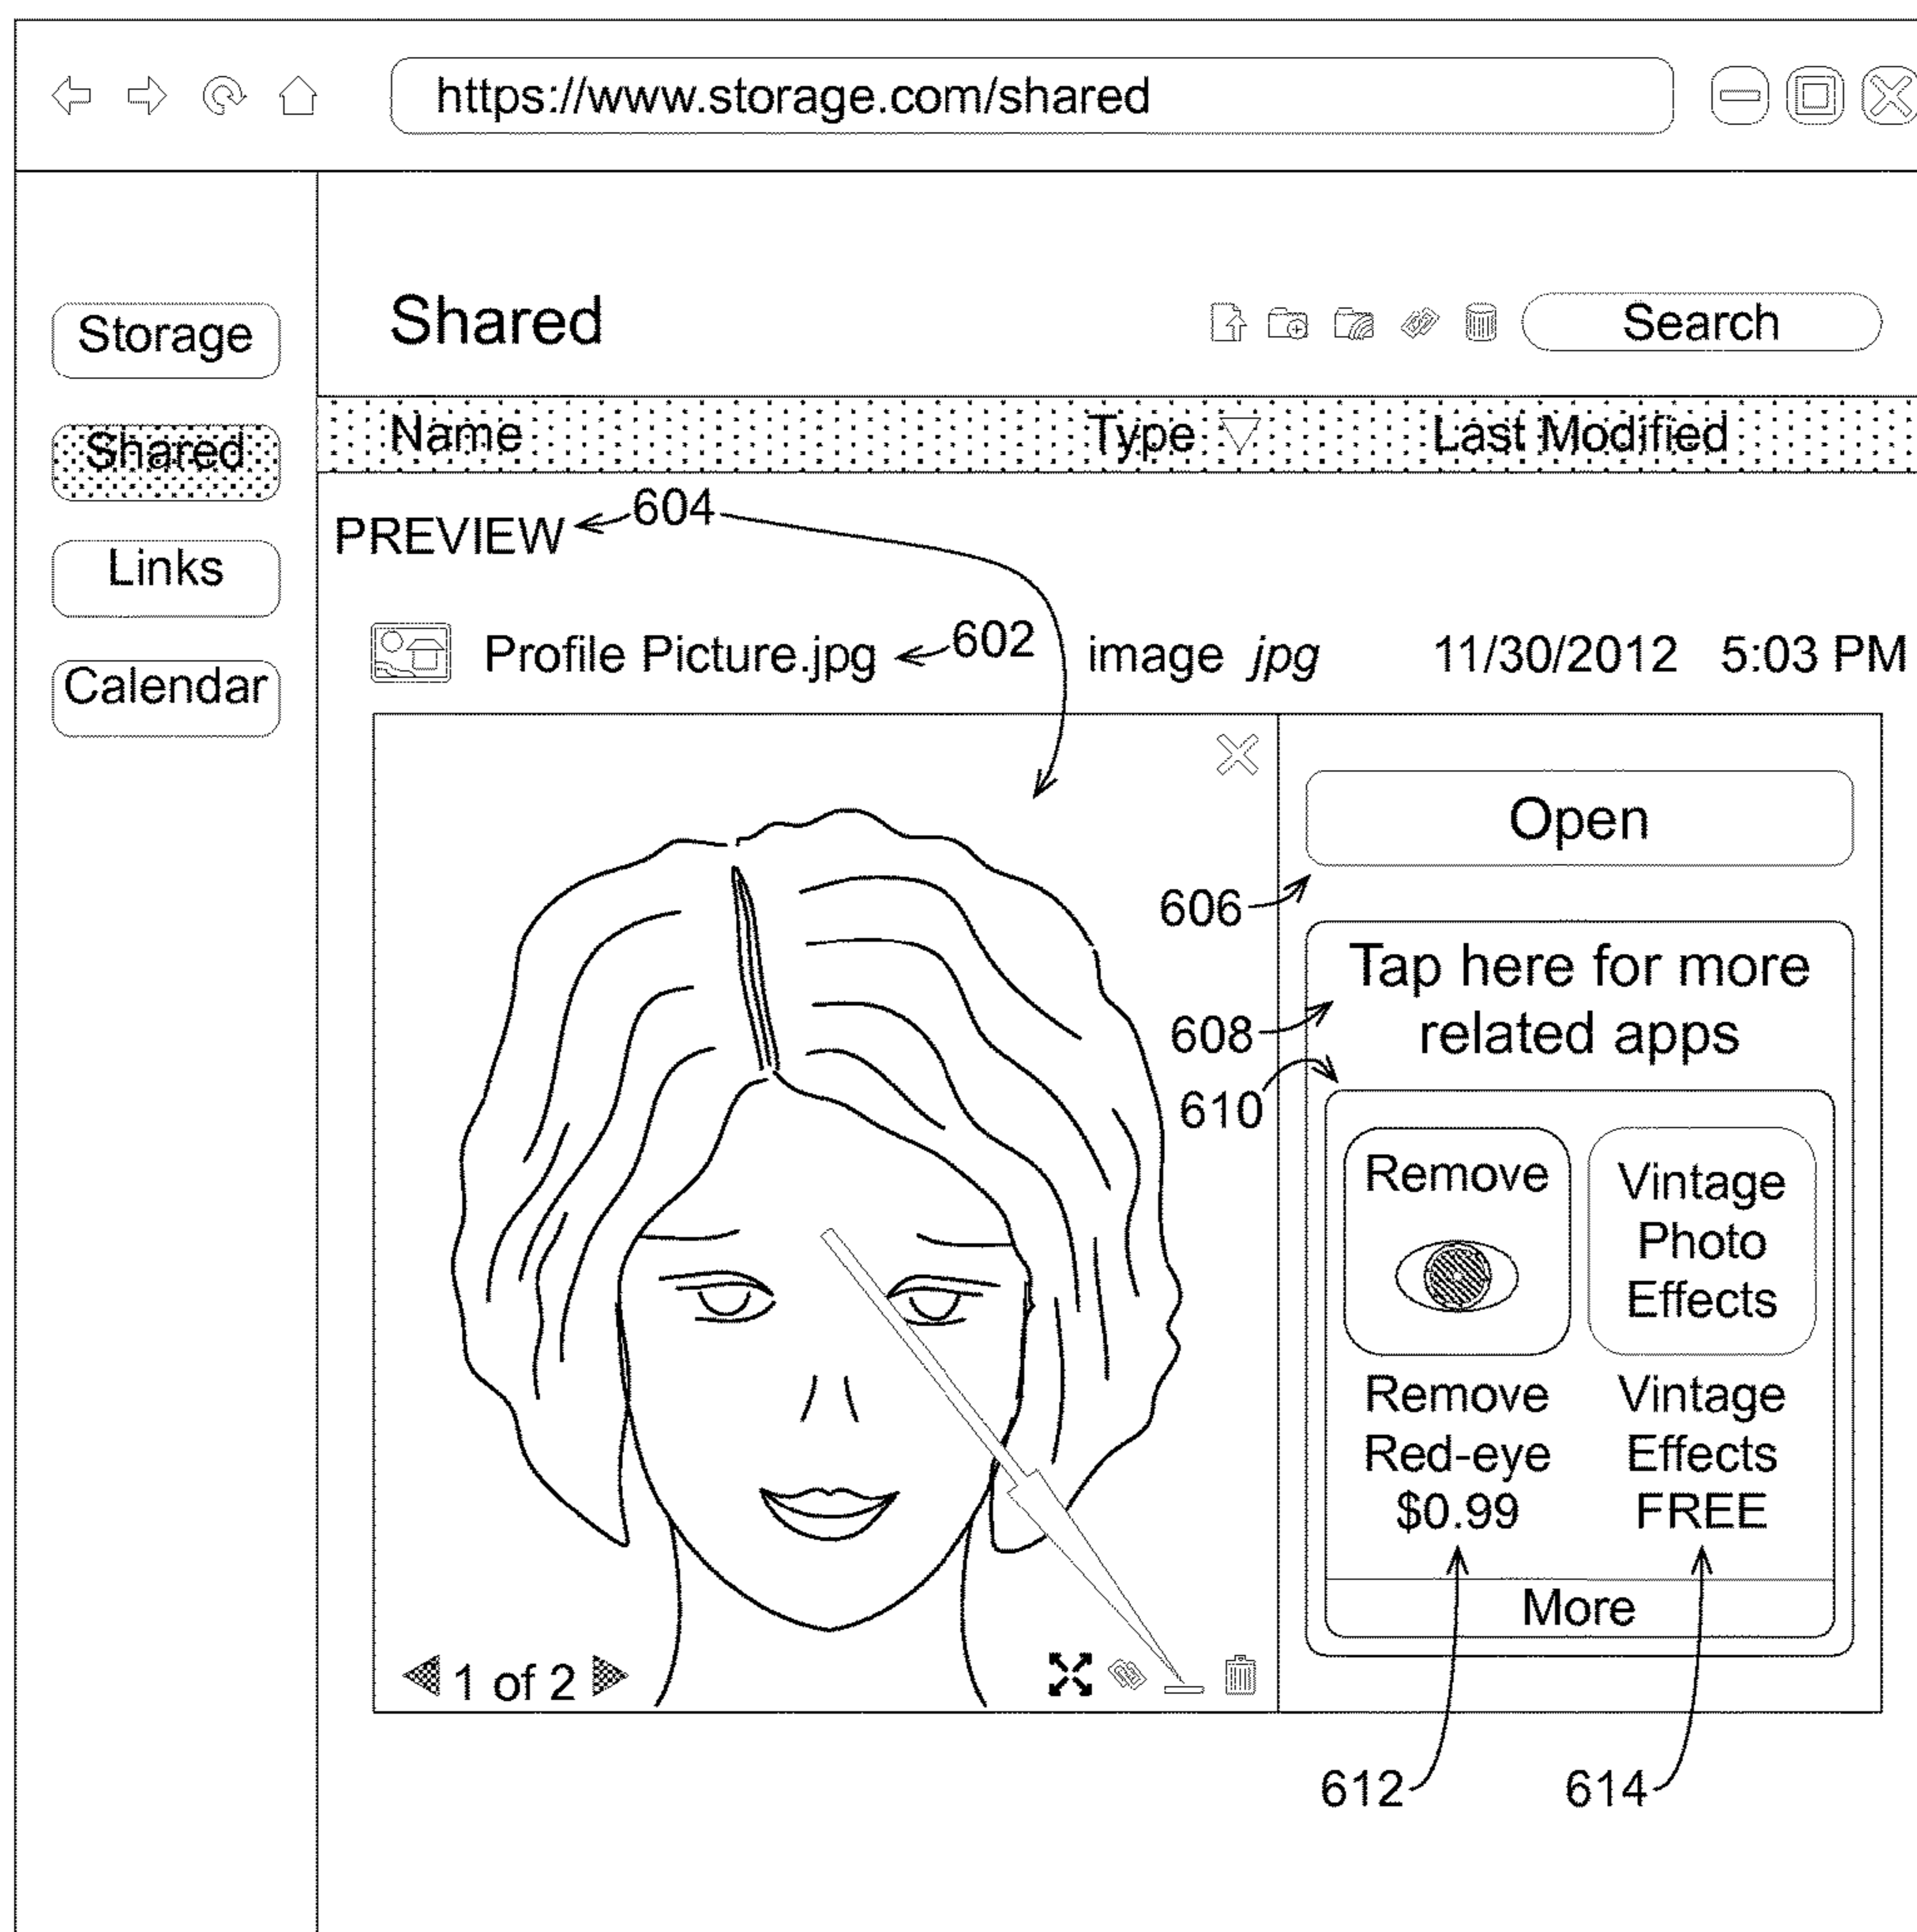 https://www.storage.com/shared
Storage
Shared
Links
Calendar
Shared
Search
Name Type Last Modified
PREVIEW 604
Profile Picture.jpg 602 image jpg 11/30/2012 5:03 PM
Open
606
Tap here for more
related apps
608
610
Remove
Vintage
Photo
Effects
Remove
Red-eye
$0.99
Vintage
Effects
FREE
More
1 of 2
612
614